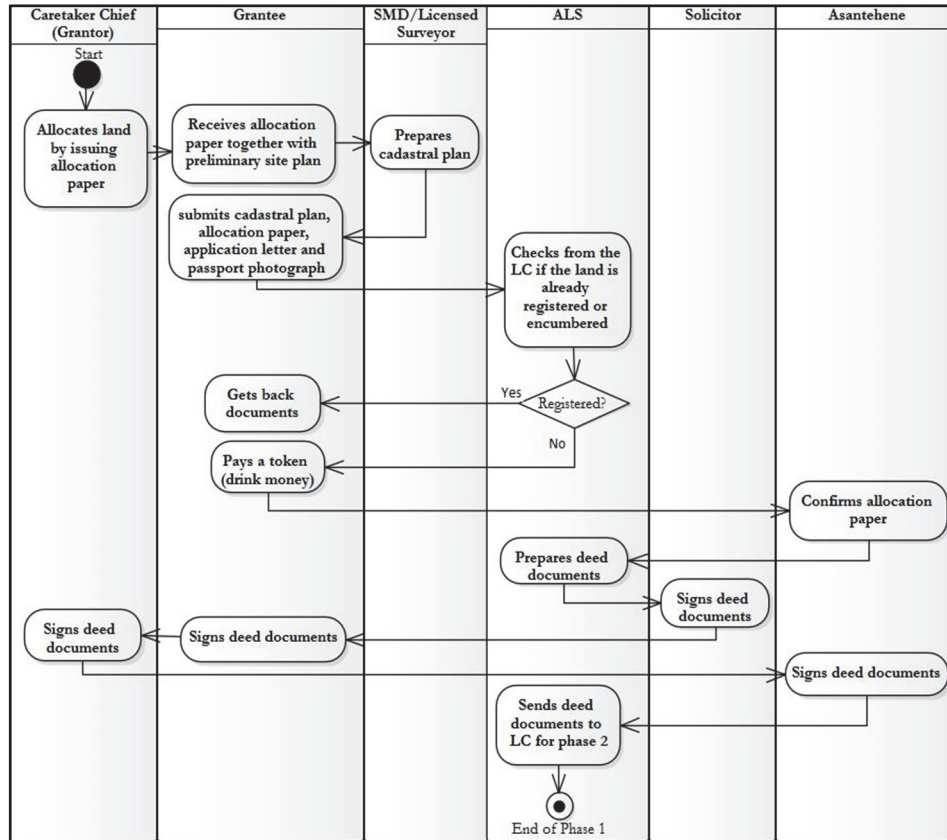 Caretaker Chief
(Grantor)
Grantee
SMD/Licensed
Surveyor
ALS
Solicitor
Asantehene
Start
Allocates land
by issuing
allocation
paper
Receives allocation
paper together with
preliminary site plan
Prepares
cadastral plan
submits cadastral plan,
allocation paper,
application letter and
passport photograph
Checks from the
LC if the land is
already
registered or
encumbered
Gets back
documents
Yes
Registered?
No
Pays a token
(drink money)
Confirms allocation
paper
Prepares deed
documents
Signs deed
documents
Signs deed documents
Signs deed
documents
Signs deed documents
Sends deed
documents to
LC for phase 2
End of Phase 1